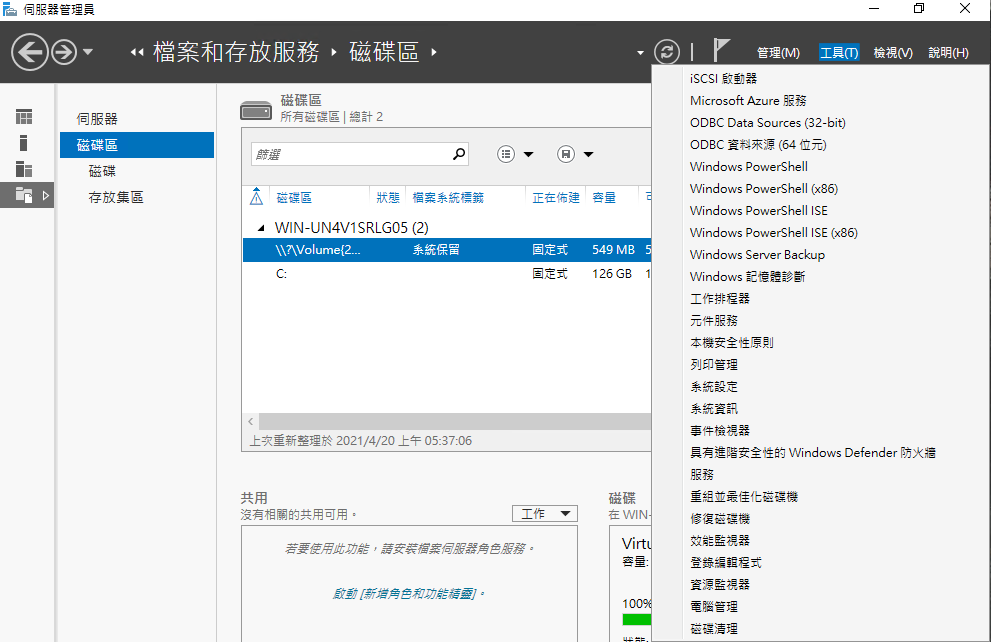 伺服器管理員
檔案和存放服務
磁碟區
管理(M)
工具(T)
檢視(V)
說明(H)
伺服器
磁碟區
磁碟
存放集區
磁碟區
所有磁碟區 | 總計 2
篩選
磁碟區 狀態 檔案系統標籤 正在佈建 容量
WIN-UN4V1SRLG05 (2)
\\?\Volume{2... 系統保留 固定式 549 MB 5
C: 固定式 126 GB 1
上次重新整理於 2021/4/20 上午 05:37:06
共用
沒有相關的共用可用。
工作
若要使用此功能，請安裝檔案伺服器角色服務。
啟動 [新增角色和功能精靈]。
磁碟
在 WIN-
Virtu
容量:
100%
狀態:
iSCSI 啟動器
Microsoft Azure 服務
ODBC Data Sources (32-bit)
ODBC 資料來源 (64 位元)
Windows PowerShell
Windows PowerShell (x86)
Windows PowerShell ISE
Windows PowerShell ISE (x86)
Windows Server Backup
Windows 記憶體診斷
工作排程器
元件服務
本機安全性原則
列印管理
系統設定
系統資訊
事件檢視器
具有進階安全性的 Windows Defender 防火牆
服務
重組並最佳化磁碟機
修復磁碟機
效能監視器
登錄編輯程式
資源監視器
電腦管理
磁碟清理